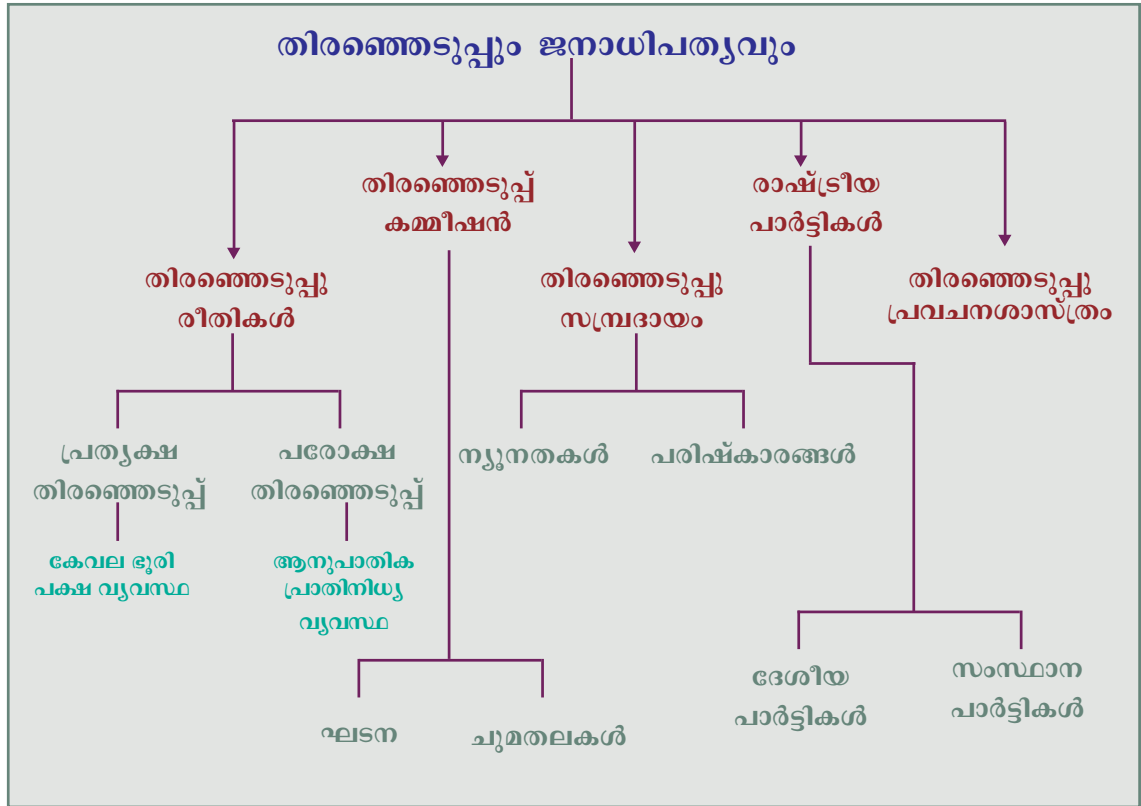 തിരഞ്ഞെടുപ്പും ജനാധിപത്യവും
തിരഞ്ഞെടുപ്പ്
കമ്മീഷൻ
രാഷ്ട്രീയ
പാർട്ടികൾ
തിരഞ്ഞെടുപ്പു
രീതികൾ
തിരഞ്ഞെടുപ്പു
സമ്പ്രദായം
തിരഞ്ഞെടുപ്പു
പ്രവചനശാസ്ത്രം
പ്രത്യക്ഷ
തിരഞ്ഞെടുപ്പ്
പരോക്ഷ
തിരഞ്ഞെടുപ്പ്
ന്യൂനതകൾ
പരിഷ്കാരങ്ങൾ
കേവല ഭൂരി
പക്ഷ വ്യവസ്ഥ
ആനുപാതിക
പ്രാതിനിധ്യ
വ്യവസ്ഥ
ഘടന
ചുമതലകൾ
ദേശീയ
പാർട്ടികൾ
സംസ്ഥാന
പാർട്ടികൾ